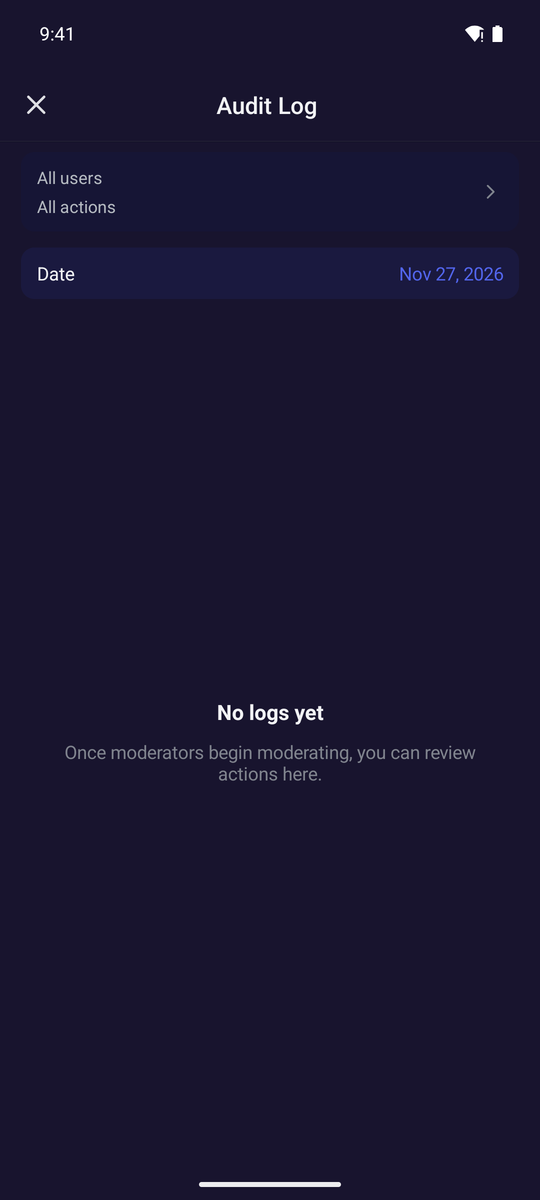 9:41
Audit Log
All users
All actions
Date
Nov 27, 2026
No logs yet
Once moderators begin moderating, you can review
actions here.